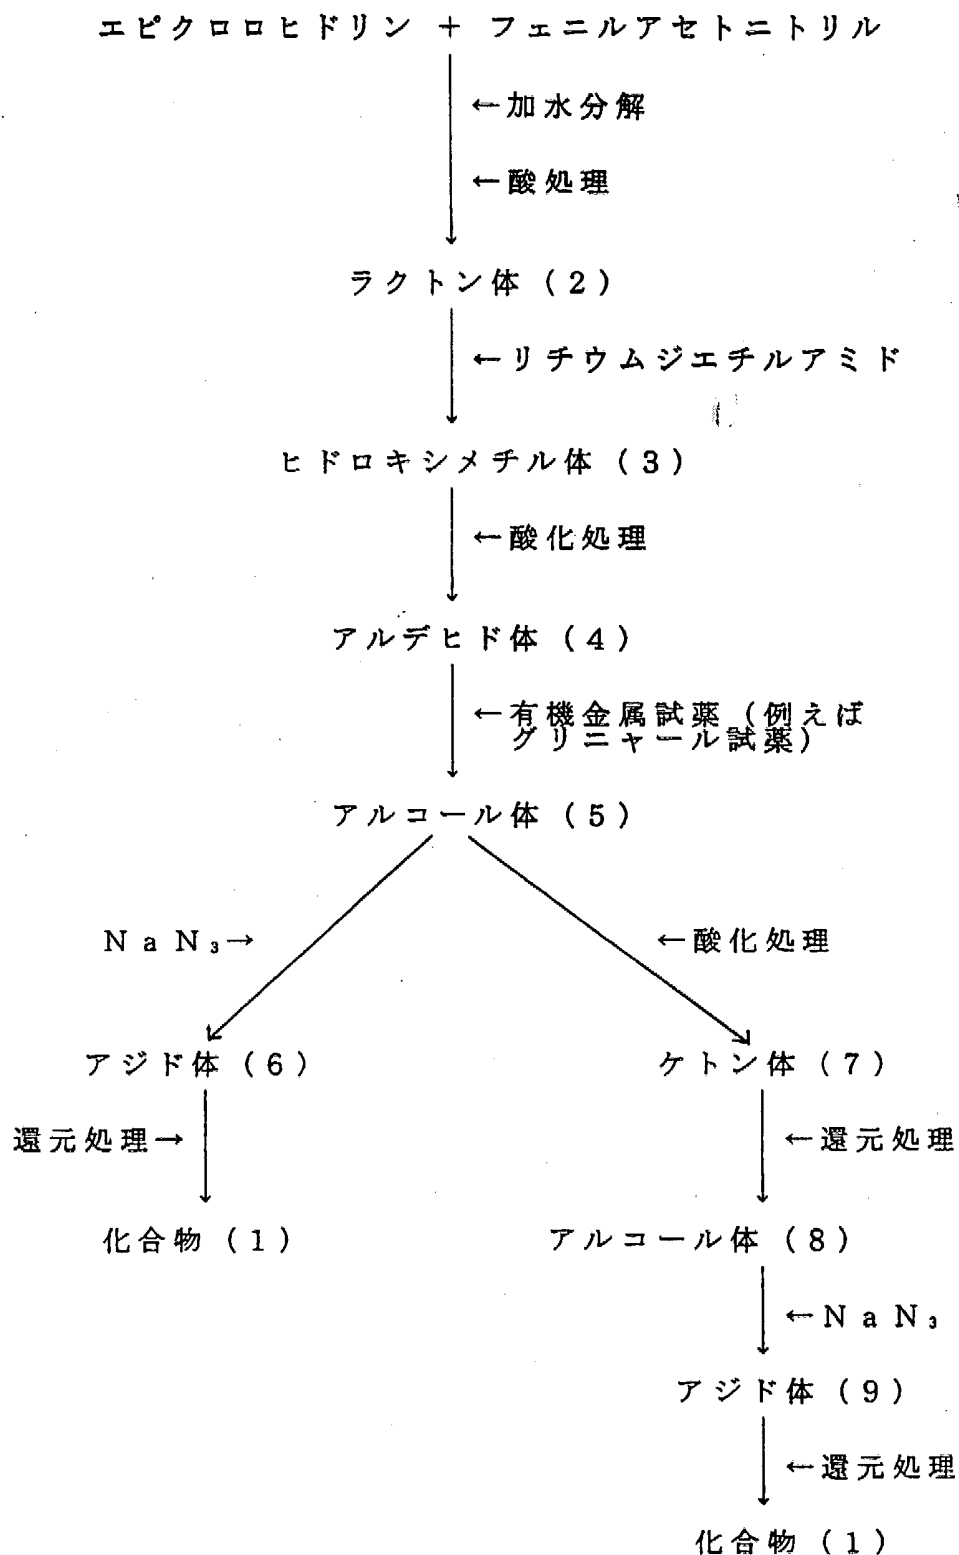 エピクロロヒドリン + フェニルアセトニトリル
←加水分解
←酸処理
ラクトン体(2)
←リチウムジエチルアミド
ヒドロキシメチル体(3)
←酸化処理
アルデヒド体(4)
←有機金属試薬(例えば
グリニャール試薬)
アルコール体(5)
NaN₃→
←酸化処理
アジド体(6)
ケトン体(7)
還元処理→
←還元処理
化合物(1)
アルコール体(8)
←NaN₃
アジド体(9)
←還元処理
化合物(1)